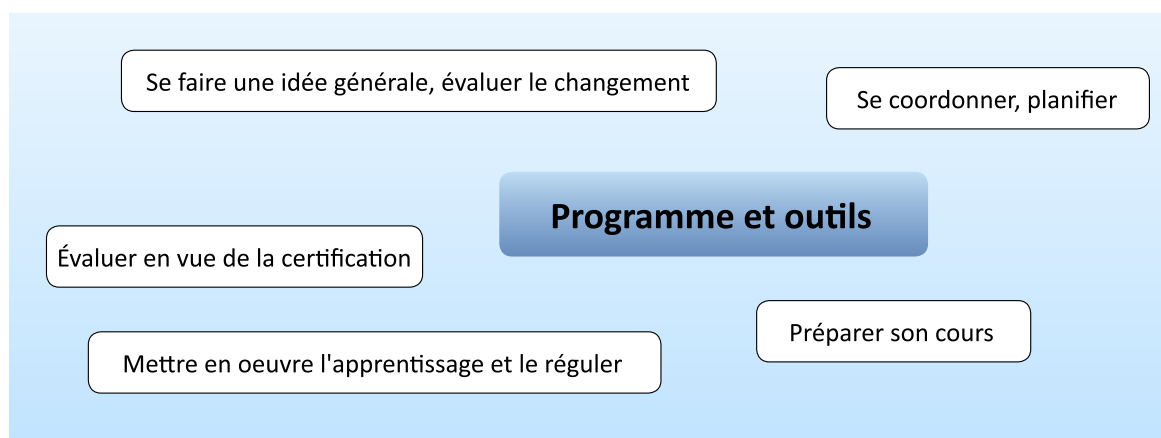 Se faire une idée générale, évaluer le changement
Se coordonner, planifier
Programme et outils
Évaluer en vue de la certification
Préparer son cours
Mettre en oeuvre l'apprentissage et le réguler